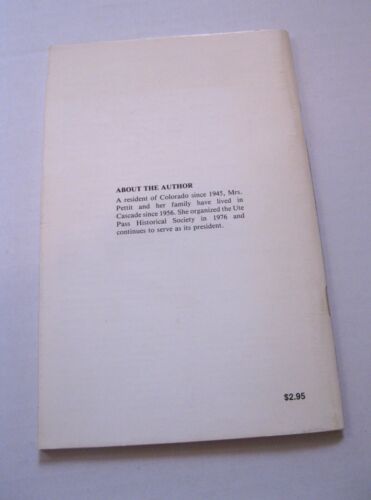 ABOUT THE AUTHOR
A resident of Colorado since 1945, Mrs.
Pettit and her family have lived in
Cascade since 1956. She organized the Ute
Pass Historical Society in 1976 and
continues to serve as its president.
$2.95